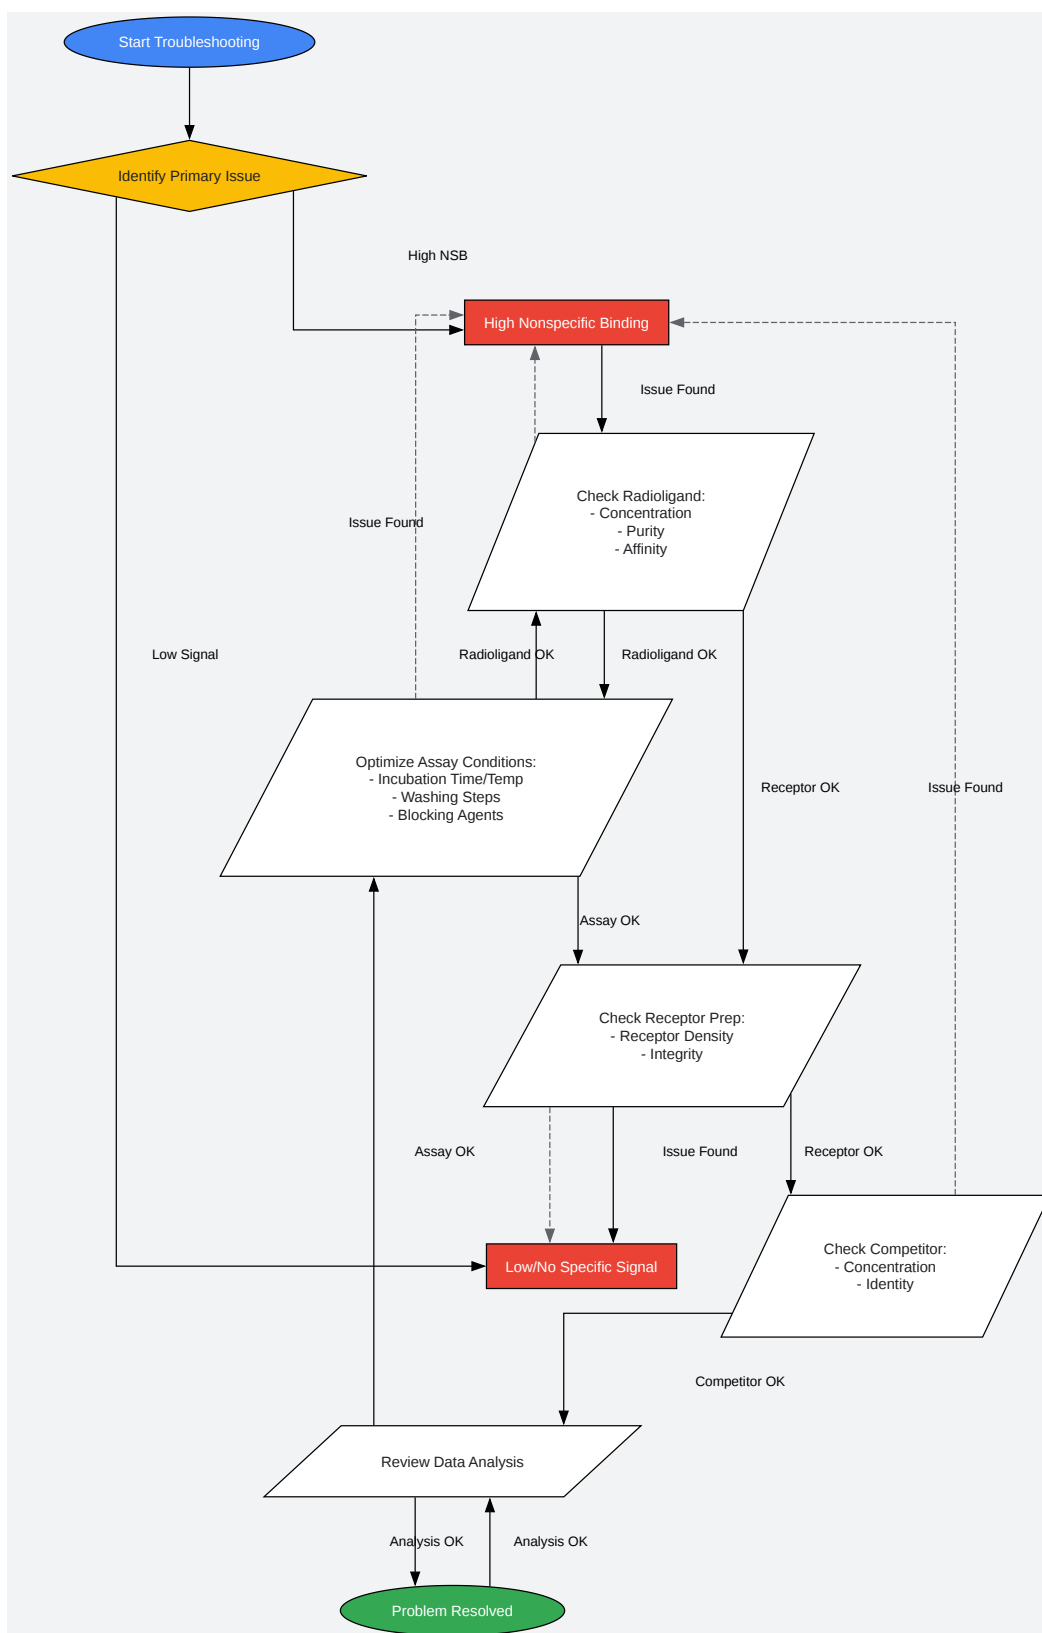 Start Troubleshooting
Identify Primary Issue
High NSB
High Nonspecific Binding
Issue Found
Check Radioligand:
- Concentration
- Purity
- Affinity
Issue Found
Low Signal
Radioligand OK
Radioligand OK
Optimize Assay Conditions:
- Incubation Time/Temp
- Washing Steps
- Blocking Agents
Receptor OK
Issue Found
Assay OK
Check Receptor Prep:
- Receptor Density
- Integrity
Assay OK
Issue Found
Receptor OK
Low/No Specific Signal
Check Competitor:
- Concentration
- Identity
Competitor OK
Review Data Analysis
Analysis OK
Analysis OK
Problem Resolved